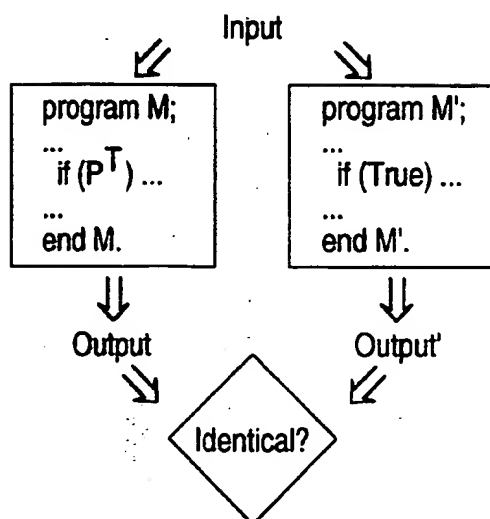 Input
program M;
...
if (P^T) ...
...
end M.
program M';
...
if (True) ...
...
end M'.
Output
Output'
Identical?